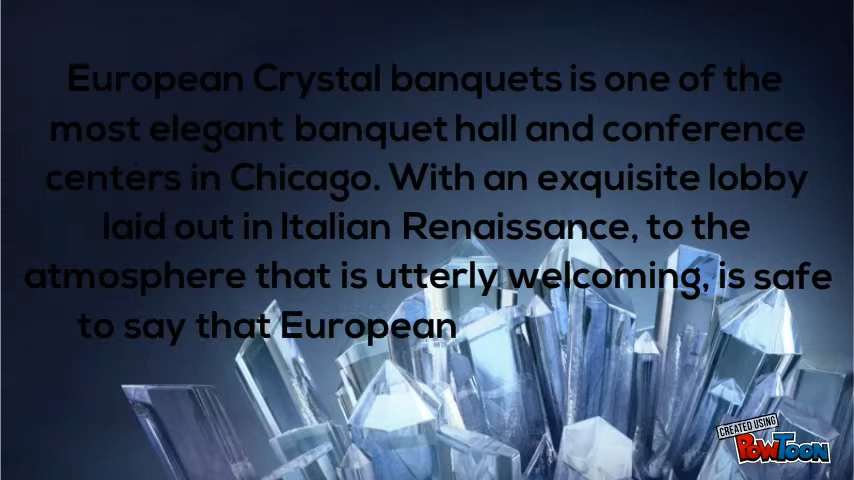 European Crystal banquets is one of the
most elegant banquet hall and conference
centers in Chicago. With an exquisite lobby
laid out in Italian Renaissance, to the
atmosphere that is utterly welcoming, is safe
to say that European
CREATED USING
POWTOON